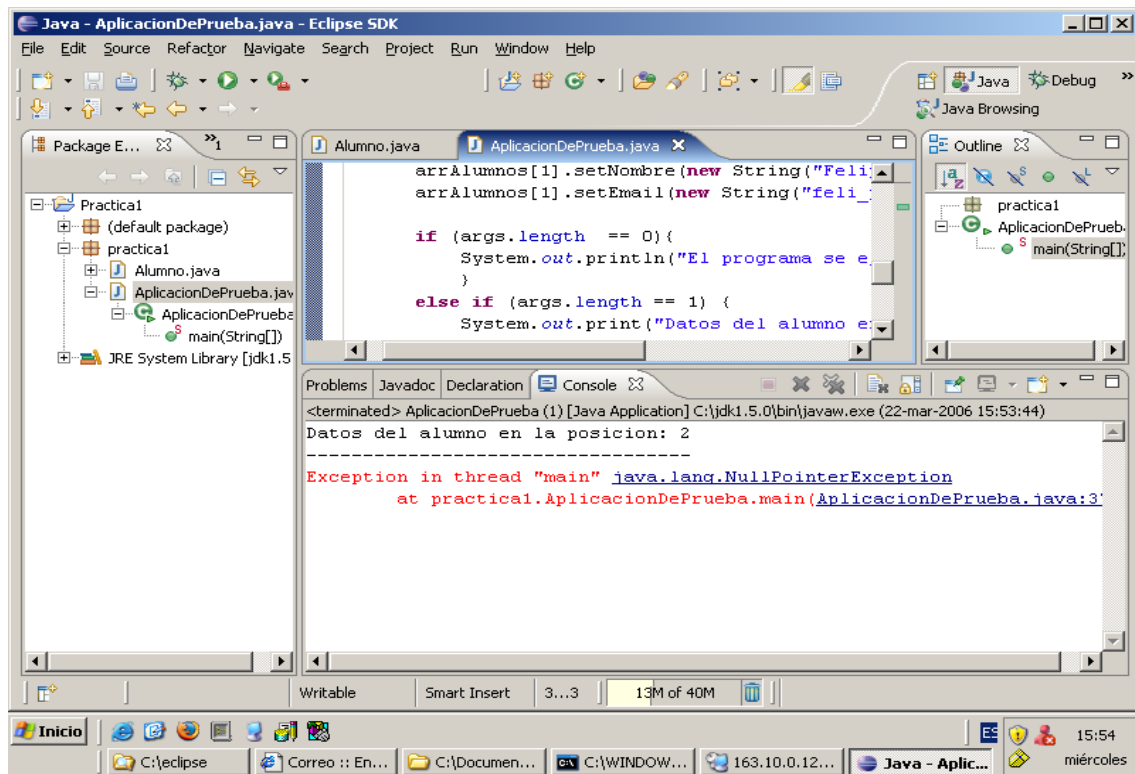 Java - AplicacionDePrueba.java - Eclipse SDK
File Edit Source Refactor Navigate Search Project Run Window Help
Java Debug »
Java Browsing
Package E... »1
Practica1
(default package)
practica1
Alumno.java
AplicacionDePrueba.jav
AplicacionDePrueba
main(String[])
JRE System Library [jdk1.5
Alumno.java AplicacionDePrueba.java
arrAlumnos[1].setNombre(new String("Feli
arrAlumnos[1].setEmail(new String("feli_
if (args.length == 0){
System.out.println("El programa se e
}
else if (args.length == 1) {
System.out.print("Datos del alumno e
Outline
practica1
AplicacionDePrueb
main(String[])
Problems Javadoc Declaration Console
<terminated> AplicacionDePrueba (1) [Java Application] C:\jdk1.5.0\bin\javaw.exe (22-mar-2006 15:53:44)
Datos del alumno en la posicion: 2
----------------------------------
Exception in thread "main" java.lang.NullPointerException
at practica1.AplicacionDePrueba.main(AplicacionDePrueba.java:3
Writable Smart Insert 3...3 13M of 40M
Inicio ES 15:54
C:\eclipse Correo :: En... C:\Documen... C:\WINDOW... 163.10.0.12... Java - Aplic... miércoles